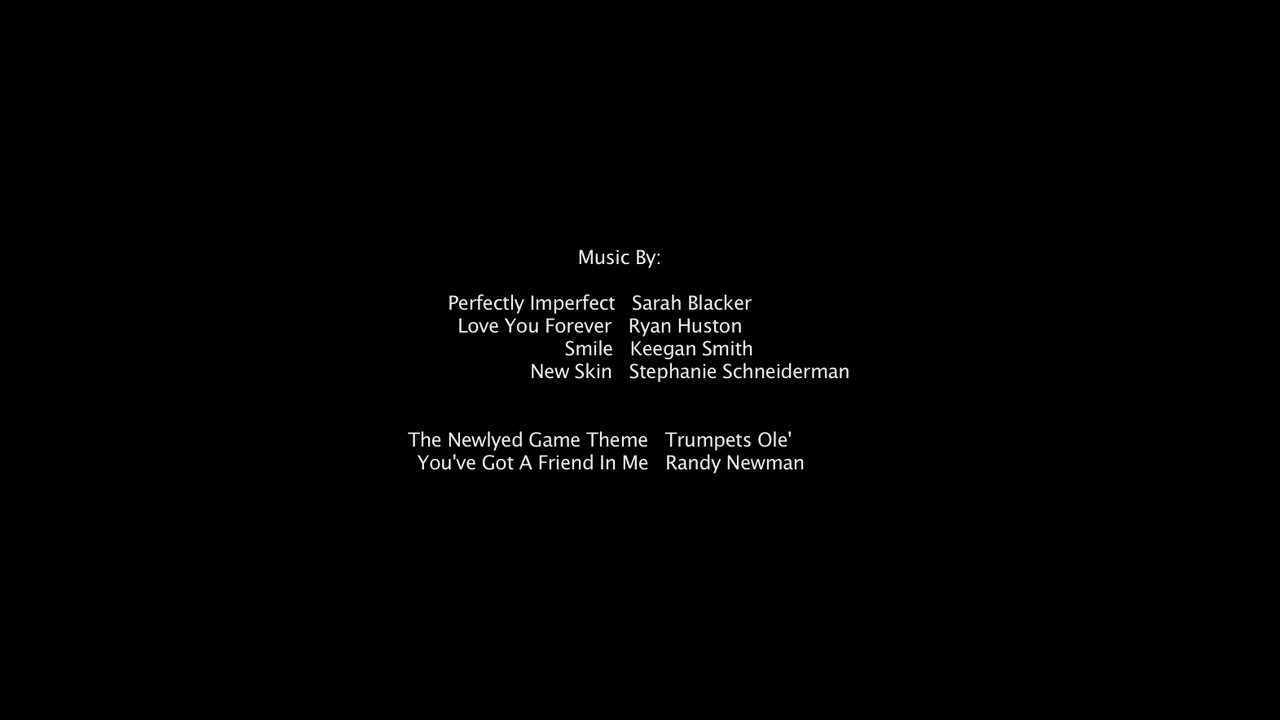 Music By:
Perfectly Imperfect Sarah Blacker
Love You Forever Ryan Huston
Smile Keegan Smith
New Skin Stephanie Schneiderman
The Newlyed Game Theme Trumpets Ole'
You've Got A Friend In Me Randy Newman